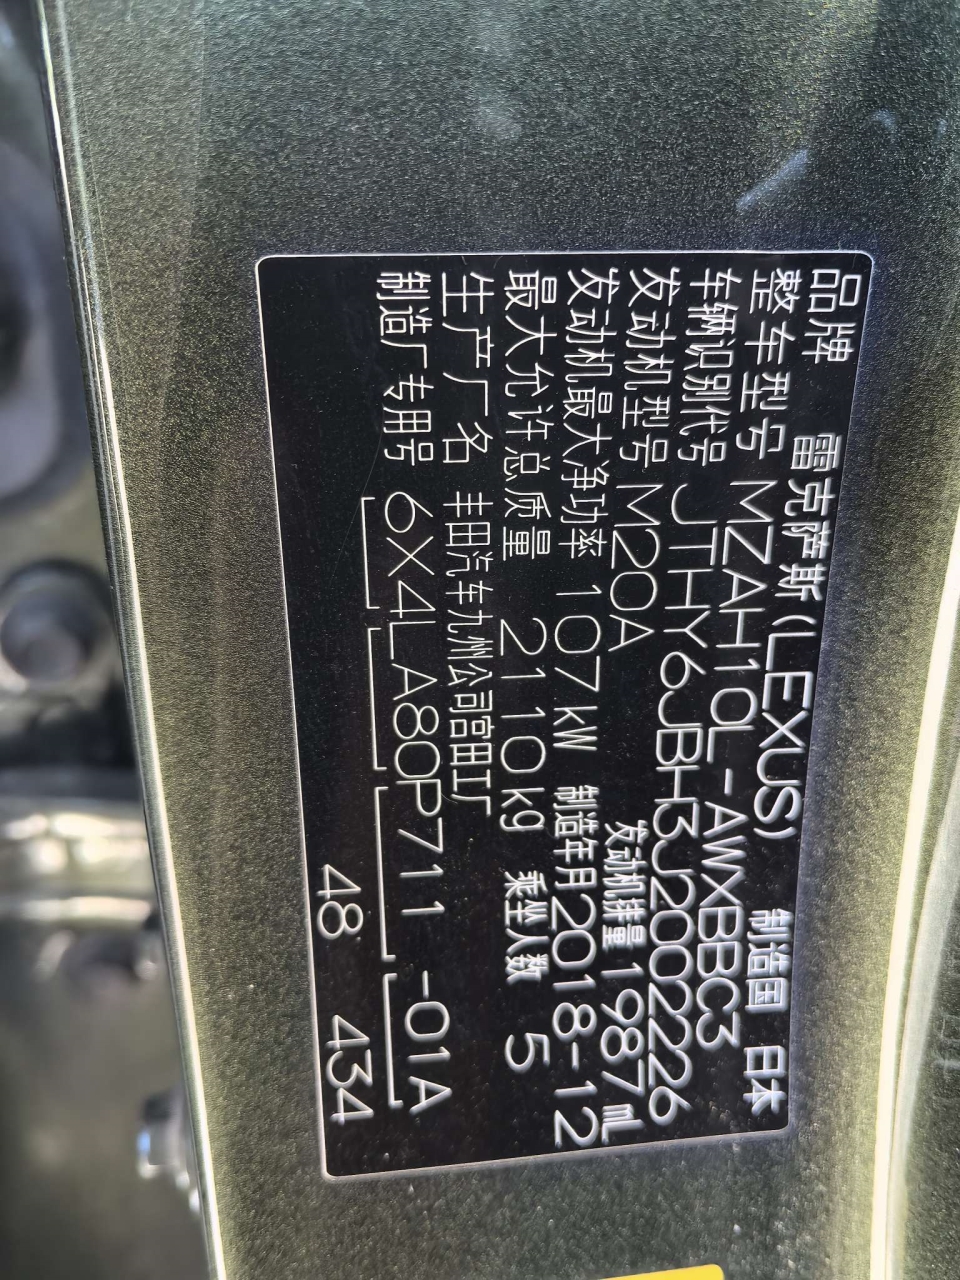 品牌 雷克萨斯(LEXUS) 制造国 日本
整车型号 MZAH10L-AWXBBC3
车辆识别代号 JTHY6JBH3J2002226
发动机型号 M20A 发动机排量 1987mL
发动机最大净功率 107kW 制造年月 2018-12
最大允许总质量 2110kg 乘坐人数 5
生产厂名 丰田汽车九州公司宫田工厂
制造厂专用号 6X4LA80P711-01A
48 434